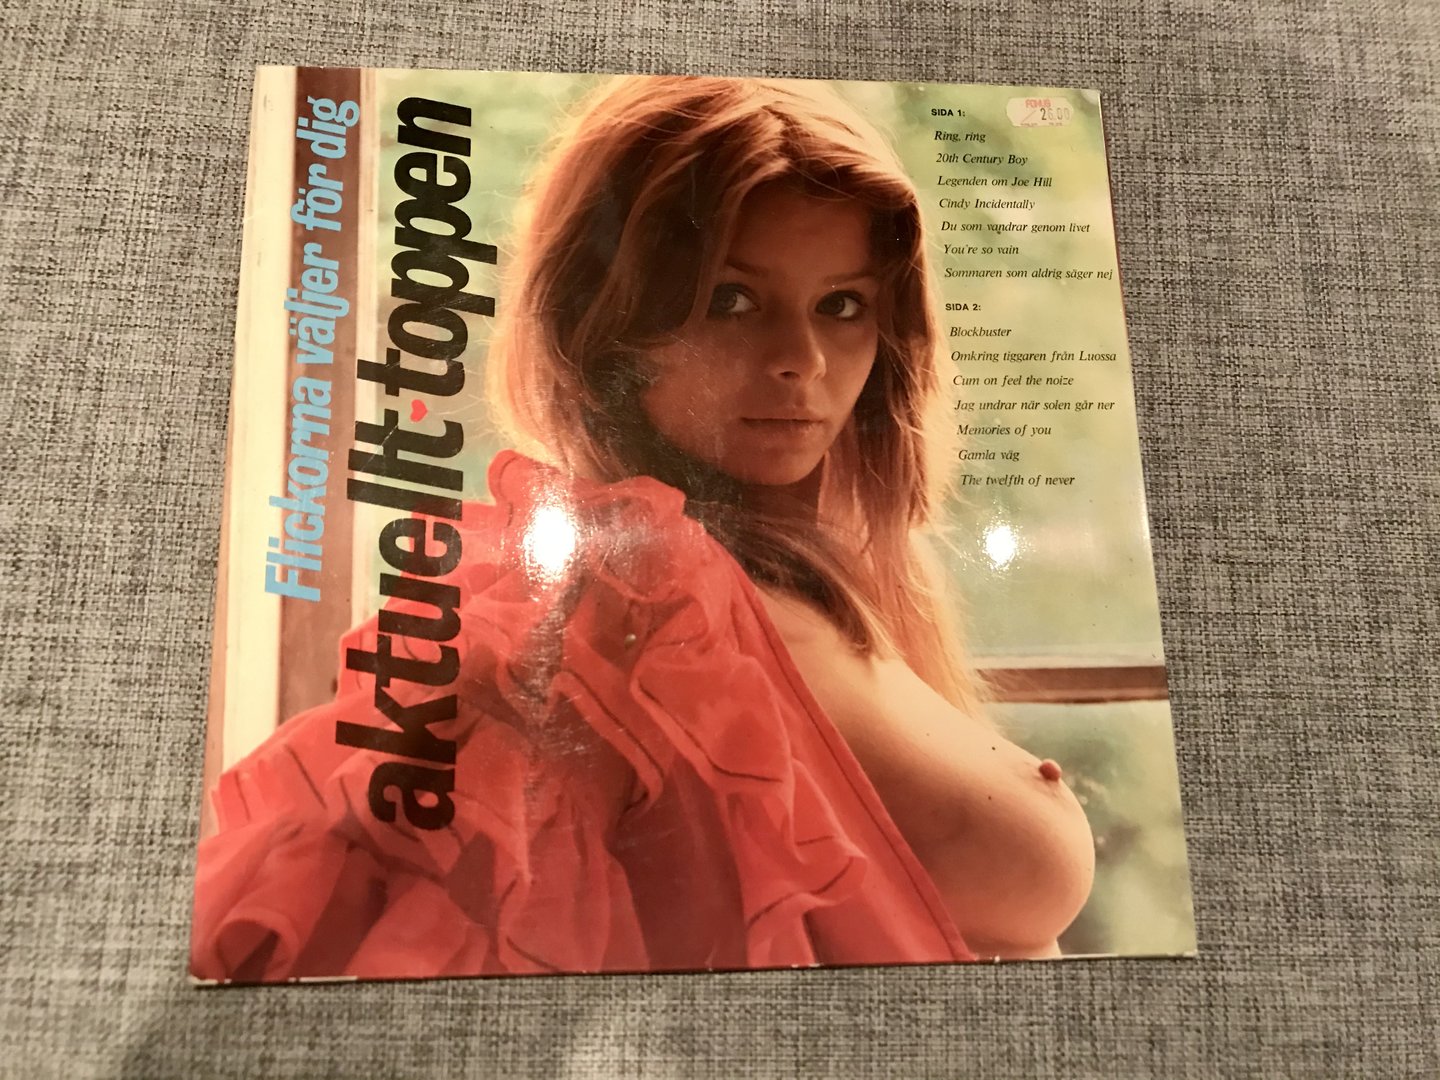 Flickorna väljer för dig
aktuellt toppen
SIDA 1:
Ring, ring
20th Century Boy
Legenden om Joe Hill
Cindy Incidentally
Du som vandrar genom livet
You're so vain
Sommaren som aldrig säger nej
SIDA 2:
Blockbuster
Omkring tiggaren från Luossa
Cum on feel the noize
Jag undrar när solen går ner
Memories of you
Gamla väg
The twelfth of never
FONUS
26.00